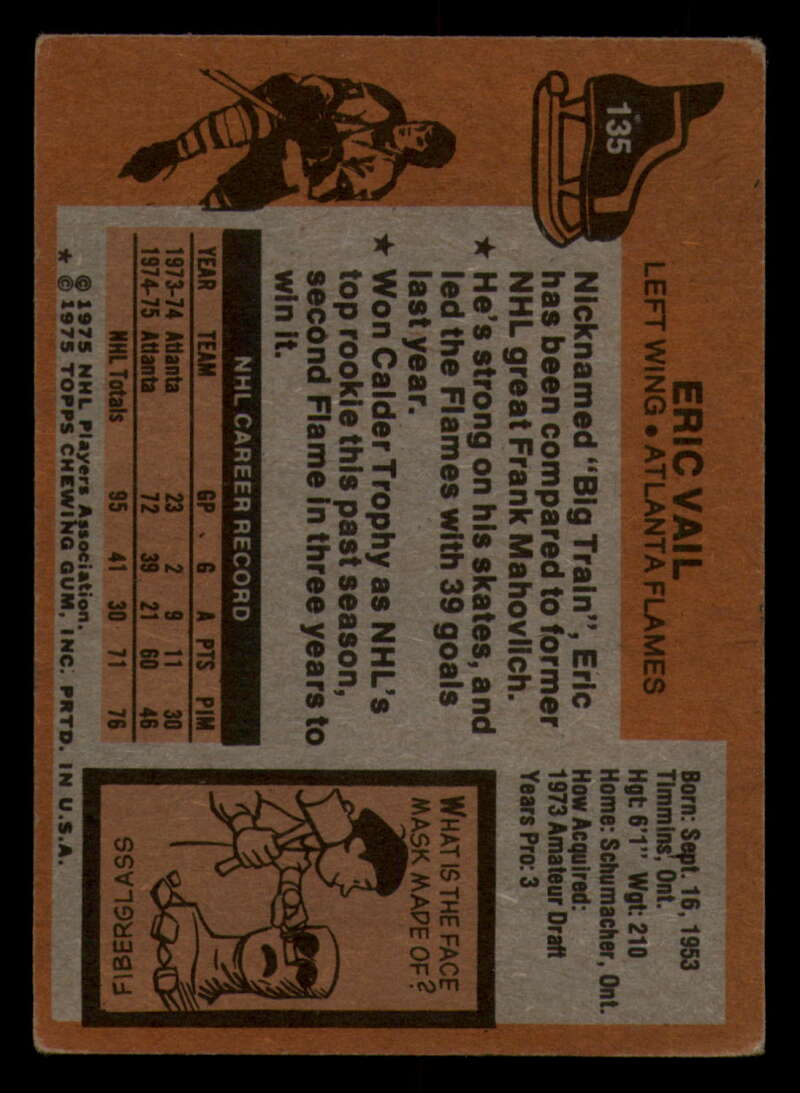 135
ERIC VAIL
LEFT WING • ATLANTA FLAMES
Nicknamed "Big Train", Eric
has been compared to former
NHL great Frank Mahovlich.
★ He's strong on his skates, and
led the Flames with 39 goals
last year.
★ Won Calder Trophy as NHL's
top rookie this past season,
second Flame in three years to
win it.
Born: Sept. 16, 1953
Timmins, Ont.
Hgt: 6'1" Wgt: 210
Home: Schumacher, Ont.
How Acquired:
1973 Amateur Draft
Years Pro: 3
NHL CAREER RECORD
YEAR TEAM GP G A PTS PIM
1973-74 Atlanta 23 2 9 11 30
1974-75 Atlanta 72 39 21 60 46
NHL Totals 95 41 30 71 76
WHAT IS THE FACE
MASK MADE OF?
FIBERGLASS
© 1975 NHL Players Association.
★ © 1975 TOPPS CHEWING GUM, INC. PRTD. IN U.S.A.